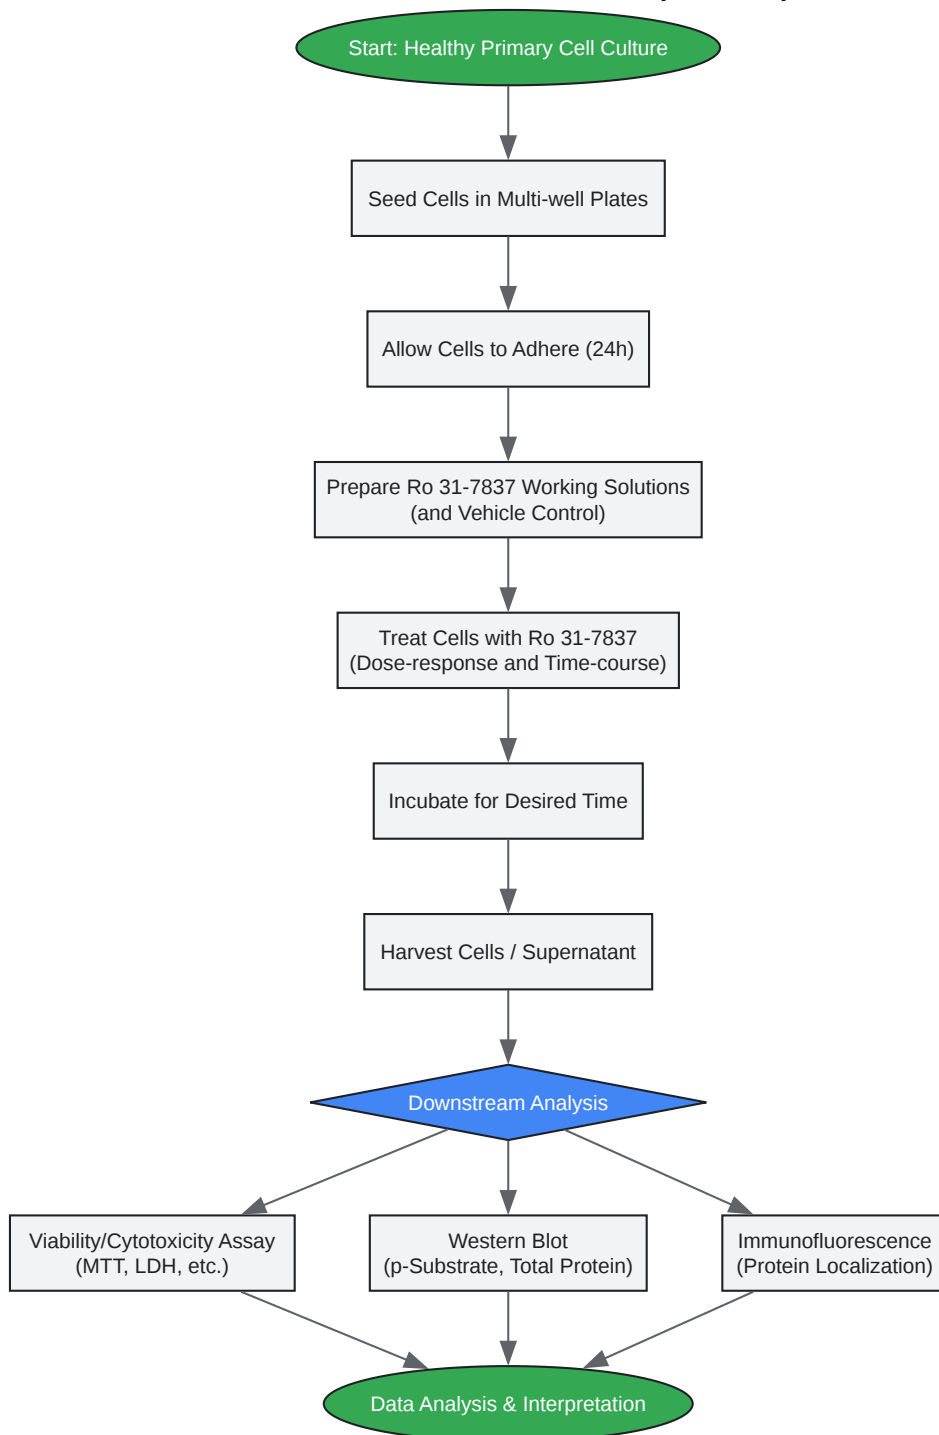 Start: Healthy Primary Cell Culture
Seed Cells in Multi-well Plates
Allow Cells to Adhere (24h)
Prepare Ro 31-7837 Working Solutions
(and Vehicle Control)
Treat Cells with Ro 31-7837
(Dose-response and Time-course)
Incubate for Desired Time
Harvest Cells / Supernatant
Downstream Analysis
Viability/Cytotoxicity Assay
(MTT, LDH, etc.)
Western Blot
(p-Substrate, Total Protein)
Immunofluorescence
(Protein Localization)
Data Analysis & Interpretation